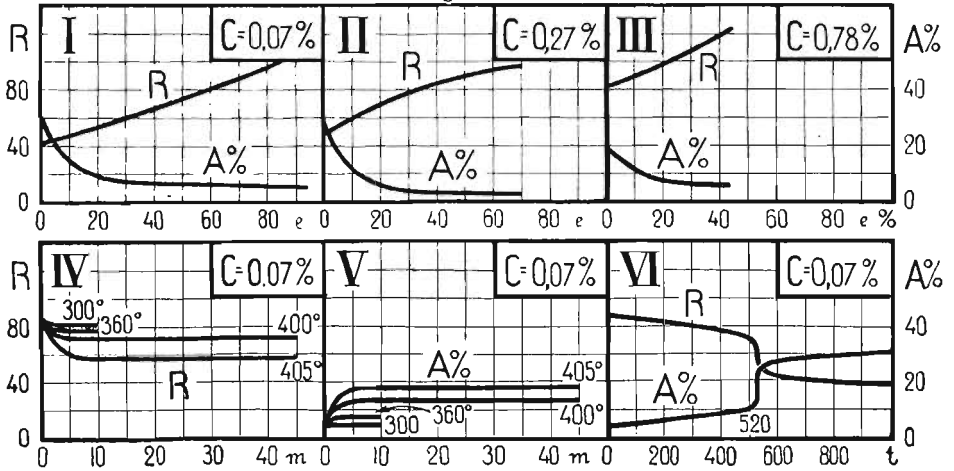 R I C=0,07% II C=0,27% III C=0,78% A%
R R R
80 40
40 A% A% A% 20
0 0
0 20 40 60 80 e 0 20 40 60 80 e 0 20 40 60 80 e %
R IV C=0.07% V C=0,07% VI C=0,07% A%
300° R
80 360° 400° 40
A% 405°
40 R 405° 360° 400° A% 20
300 520
0 0
0 10 20 30 40 m 0 10 20 30 40 m 0 200 400 600 800 t